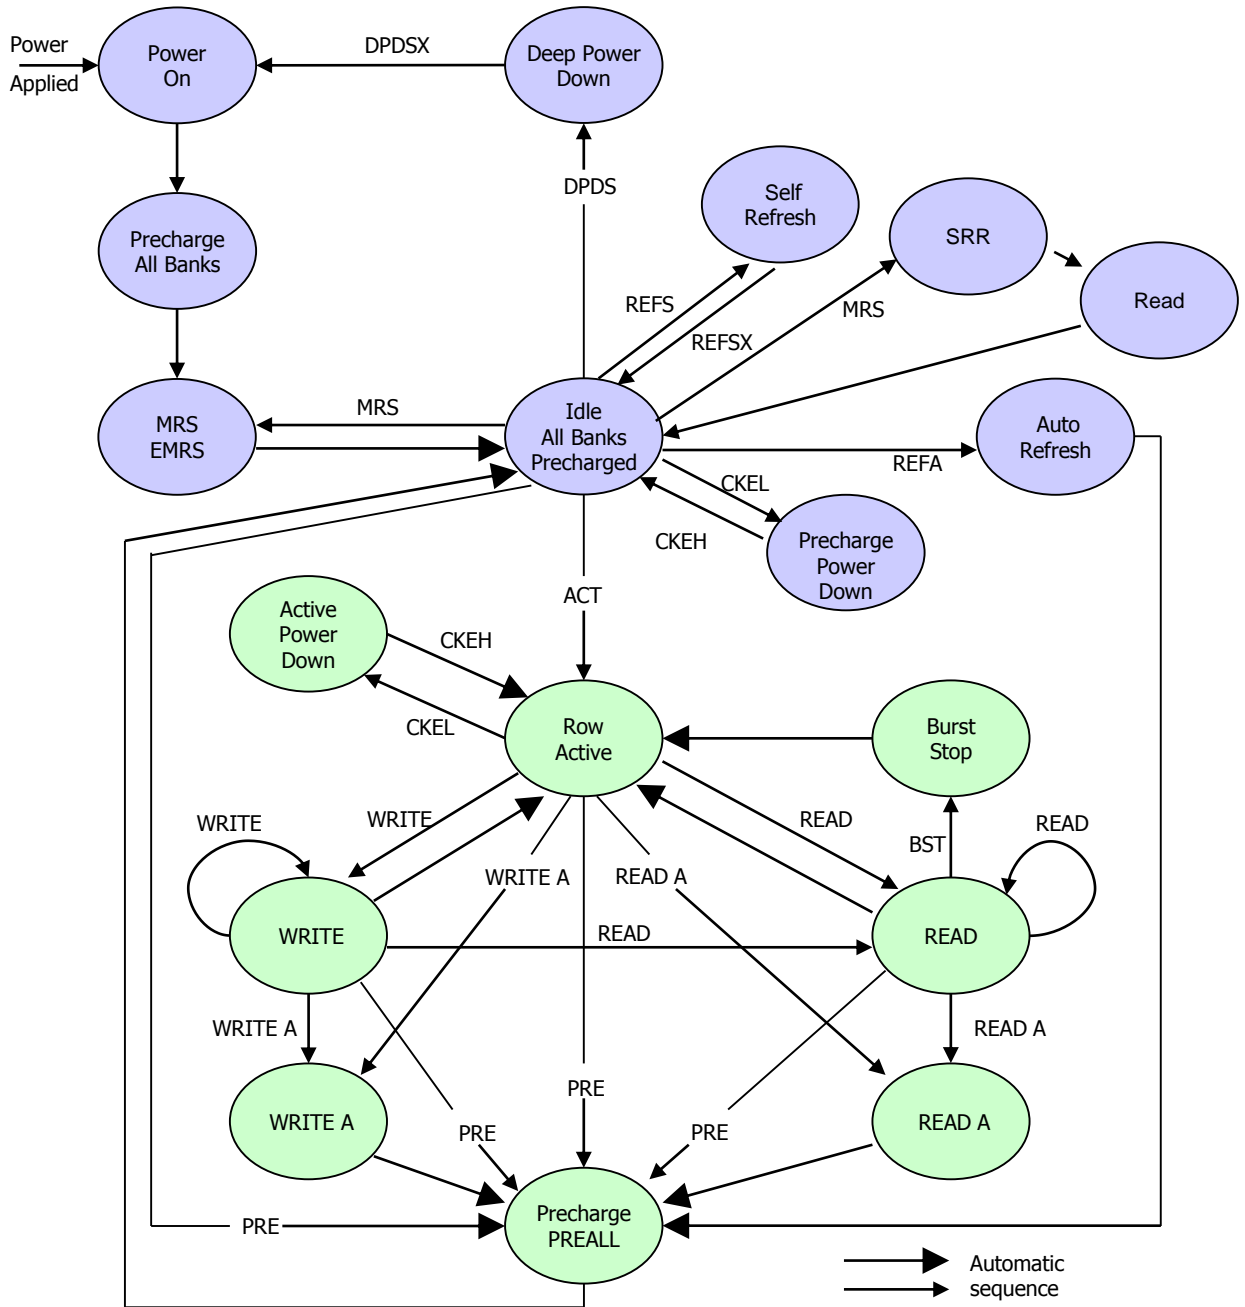 Power
Applied
Power
On
DPDSX
Deep Power
Down
DPDS
Self
Refresh
SRR
Read
Precharge
All Banks
REFS
REFSX
MRS
MRS
EMRS
MRS
Idle
All Banks
Precharged
Auto
Refresh
REFA
CKEL
CKEH
Precharge
Power
Down
ACT
Active
Power
Down
CKEH
CKEL
Row
Active
Burst
Stop
WRITE
WRITE
READ
BST
READ
WRITE A
READ A
WRITE
READ
READ
WRITE A
READ A
WRITE A
PRE
PRE
PRE
READ A
PRE
Precharge
PREALL
Automatic
sequence